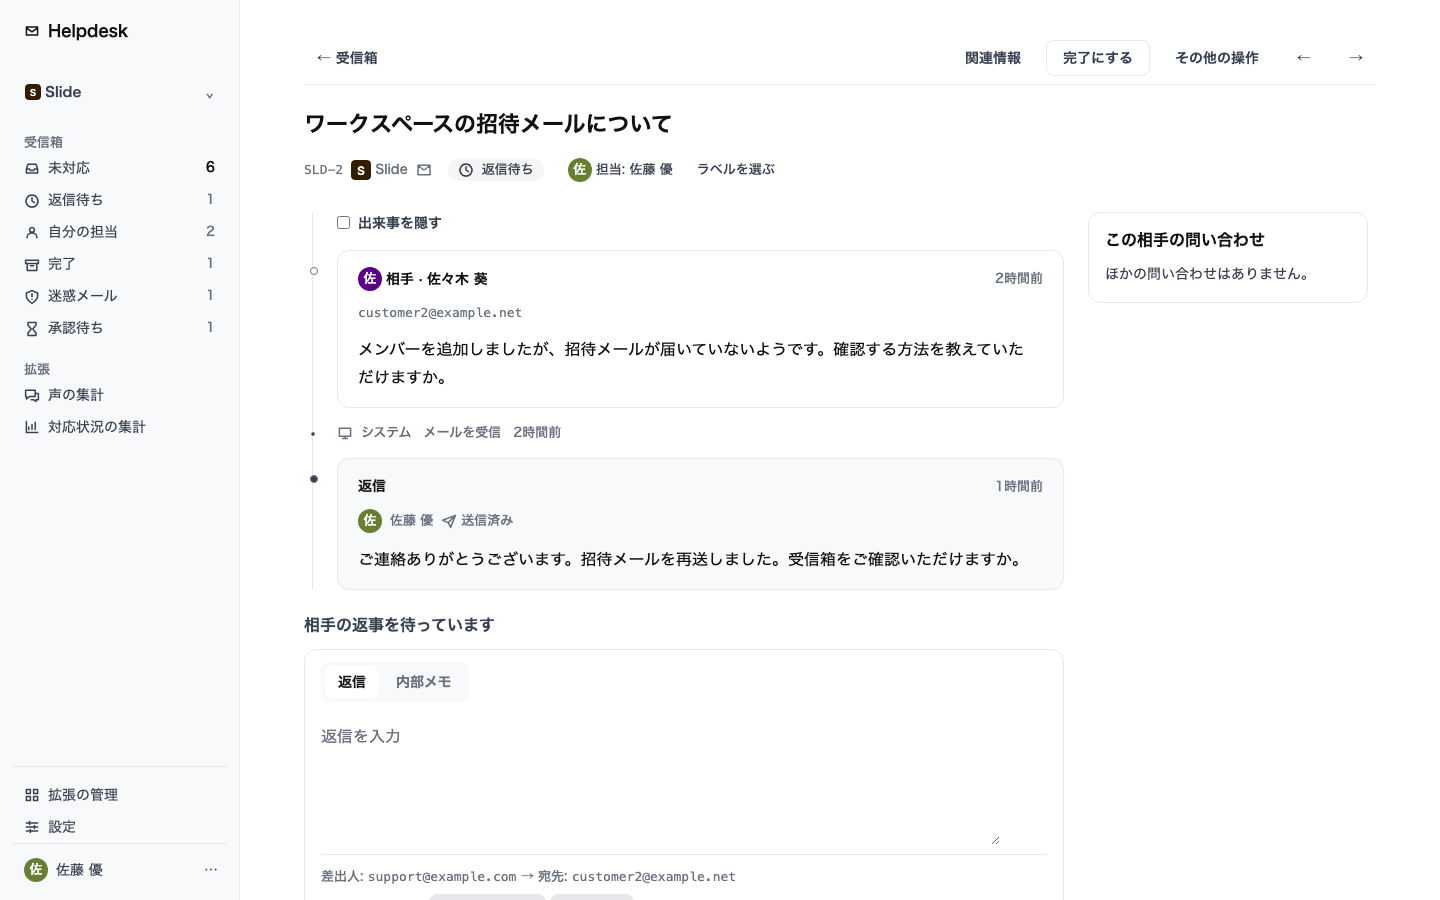 Helpdesk
S Slide
受信箱
未対応 6
返信待ち 1
自分の担当 2
完了 1
迷惑メール 1
承認待ち 1
拡張
声の集計
対応状況の集計
拡張の管理
設定
佐 佐藤 優 …
← 受信箱
関連情報 完了にする その他の操作 ← →
ワークスペースの招待メールについて
SLD-2 S Slide 返信待ち 佐 担当: 佐藤 優 ラベルを選ぶ
出来事を隠す
佐 相手 · 佐々木 葵 2時間前
customer2@example.net
メンバーを追加しましたが、招待メールが届いていないようです。確認する方法を教えていた
だけますか。
システム メールを受信 2時間前
返信 1時間前
佐 佐藤 優 送信済み
ご連絡ありがとうございます。招待メールを再送しました。受信箱をご確認いただけますか。
相手の返事を待っています
返信 内部メモ
返信を入力
差出人: support@example.com → 宛先: customer2@example.net
この相手の問い合わせ
ほかの問い合わせはありません。